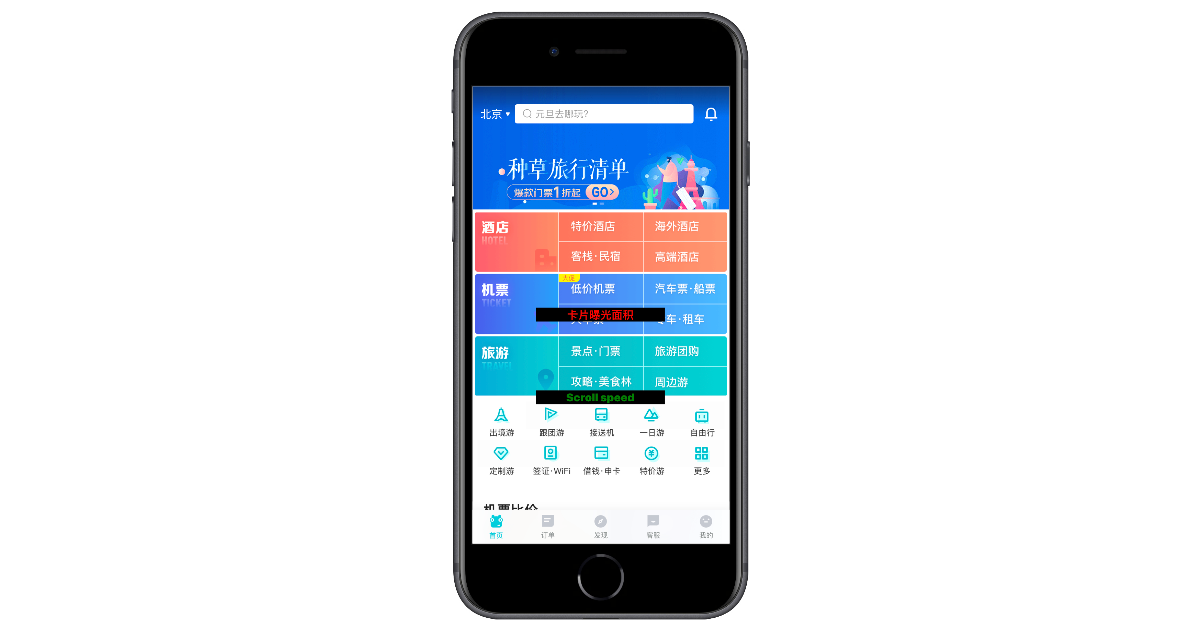 北京
元旦去哪玩?
种草旅行清单
爆款门票1折起 GO>
酒店 特价酒店 海外酒店
HOTEL 客栈·民宿 高端酒店
机票 低价机票 汽车票·船票
TICKET 车·租车
卡片曝光面积
旅游 景点·门票 旅游团购
TRAVEL 攻略·美食林 周边游
Scroll speed
出境游 跟团游 接送机 一日游 自由行
定制游 签证·WiFi 借钱·申卡 特价游 更多
机票比价
首页 订单 发现 客服 我的